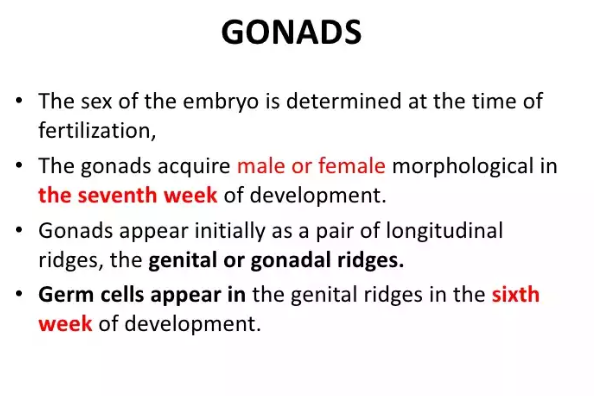 GONADS
• The sex of the embryo is determined at the time of
fertilization,
• The gonads acquire male or female morphological in
the seventh week of development.
• Gonads appear initially as a pair of longitudinal
ridges, the genital or gonadal ridges.
• Germ cells appear in the genital ridges in the sixth
week of development.